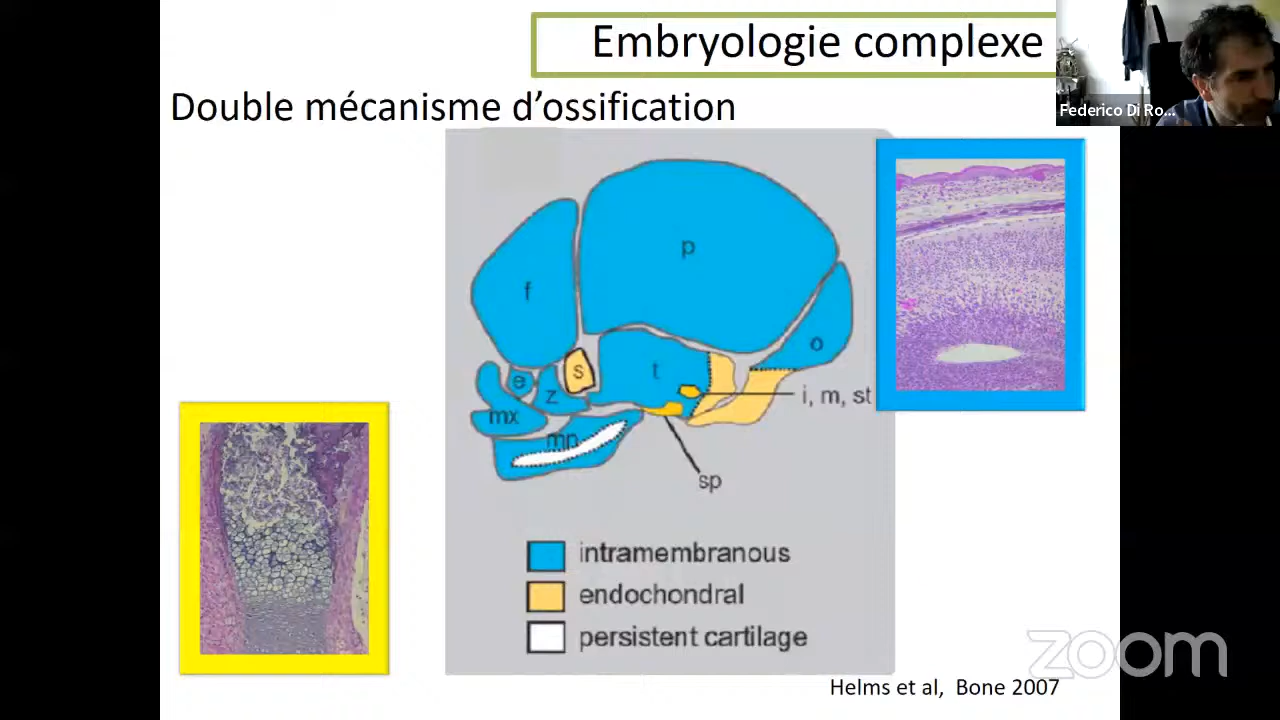 Embryologie complexe
Federico Di Ro...
Double mécanisme d’ossification
p
f
o
s
t
e
z
i, m, st
mx
mn
sp
intramembranous
endochondral
persistent cartilage
zoom
Helms et al, Bone 2007